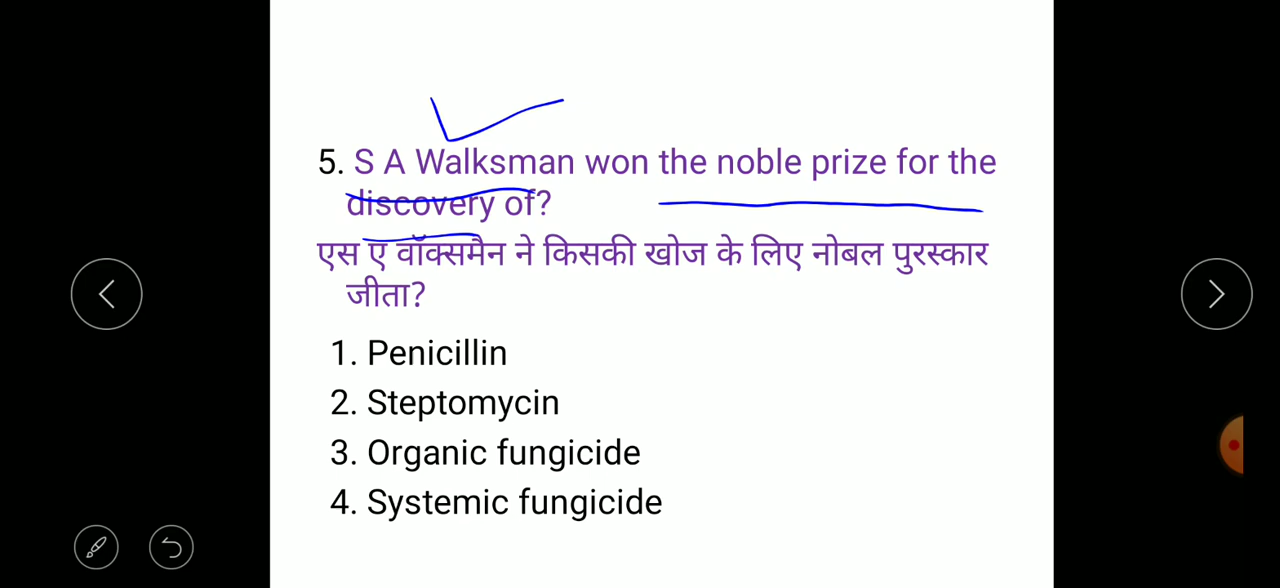 5. S A Walksman won the noble prize for the
discovery of?
एस ए वॉक्समैन ने किसकी खोज के लिए नोबल पुरस्कार
जीता?
1. Penicillin
2. Steptomycin
3. Organic fungicide
4. Systemic fungicide